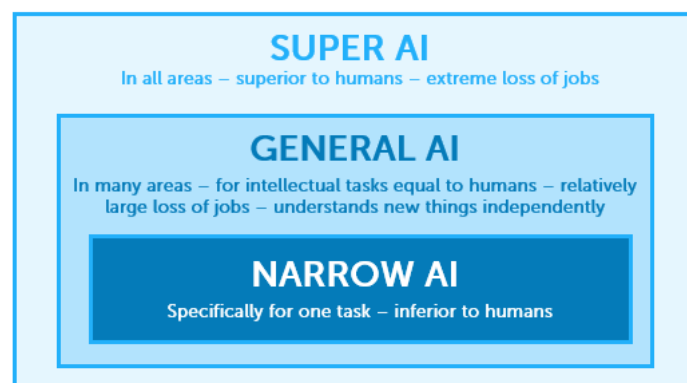 SUPER AI
In all areas – superior to humans – extreme loss of jobs
GENERAL AI
In many areas – for intellectual tasks equal to humans – relatively
large loss of jobs – understands new things independently
NARROW AI
Specifically for one task – inferior to humans